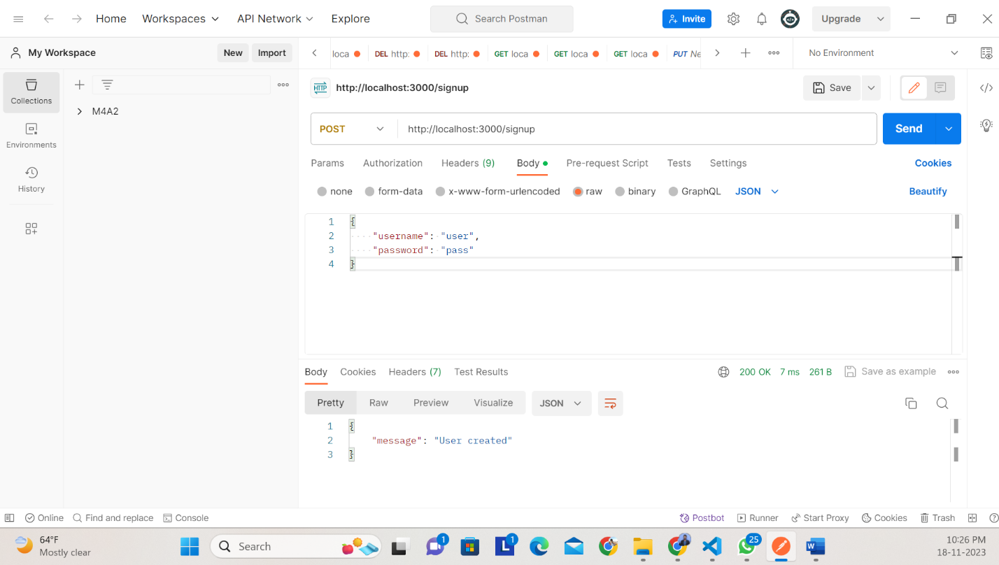 Home Workspaces API Network Explore Search Postman Invite Upgrade
My Workspace New Import
loca DEL http: DEL http: GET loca GET loca GET loca PUT Ne No Environment
HTTP http://localhost:3000/signup Save
Collections
M4A2
POST http://localhost:3000/signup Send
Environments
Params Authorization Headers (9) Body Pre-request Script Tests Settings Cookies
History
none form-data x-www-form-urlencoded raw binary GraphQL JSON Beautify
1 {
2 "username": "user",
3 "password": "pass"
4 }
Body Cookies Headers (7) Test Results 200 OK 7 ms 261 B Save as example
Pretty Raw Preview Visualize JSON
1 {
2 "message": "User created"
3 }
Online Find and replace Console Postbot Runner Start Proxy Cookies Trash
64°F
Mostly clear
Search
1
L 1
25
W
10:26 PM
18-11-2023